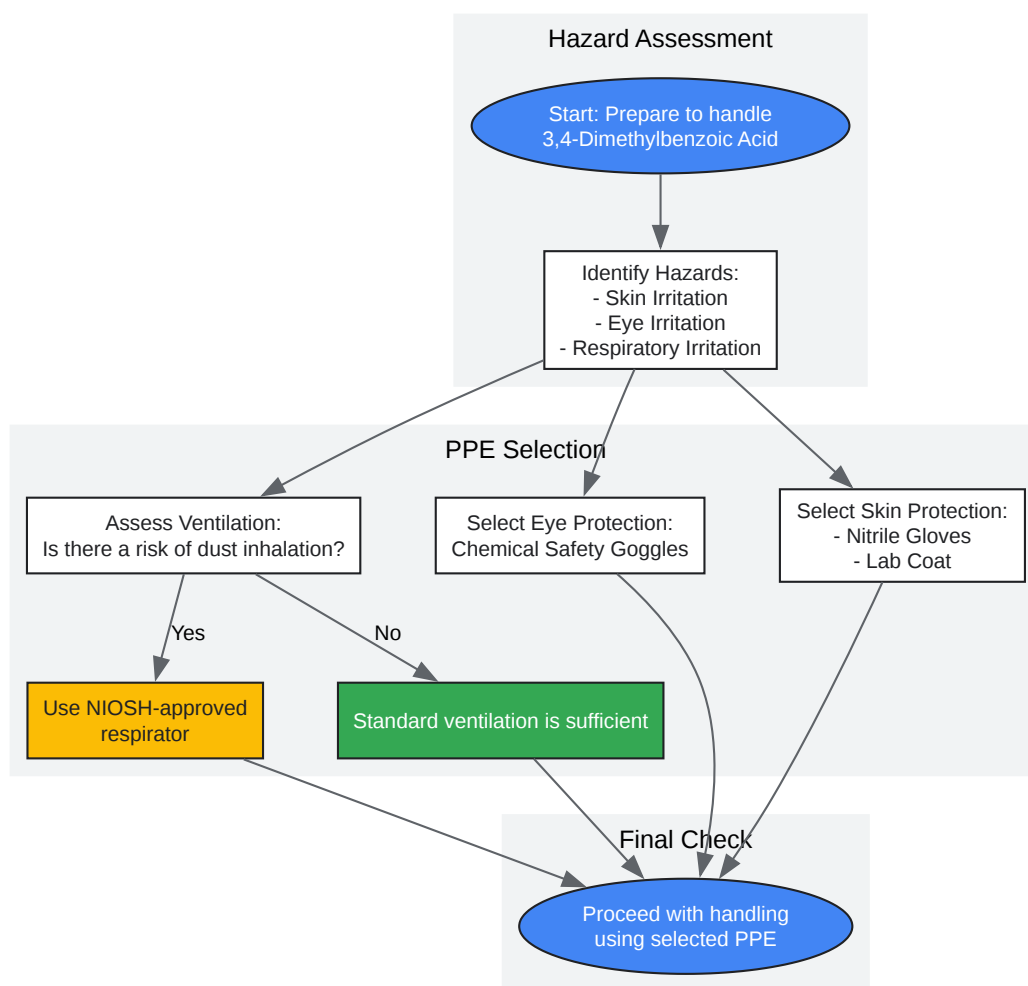 Hazard Assessment
Start: Prepare to handle
3,4-Dimethylbenzoic Acid
Identify Hazards:
- Skin Irritation
- Eye Irritation
- Respiratory Irritation
PPE Selection
Assess Ventilation:
Is there a risk of dust inhalation?
Select Eye Protection:
Chemical Safety Goggles
Select Skin Protection:
- Nitrile Gloves
- Lab Coat
Yes
No
Use NIOSH-approved
respirator
Standard ventilation is sufficient
Final Check
Proceed with handling
using selected PPE